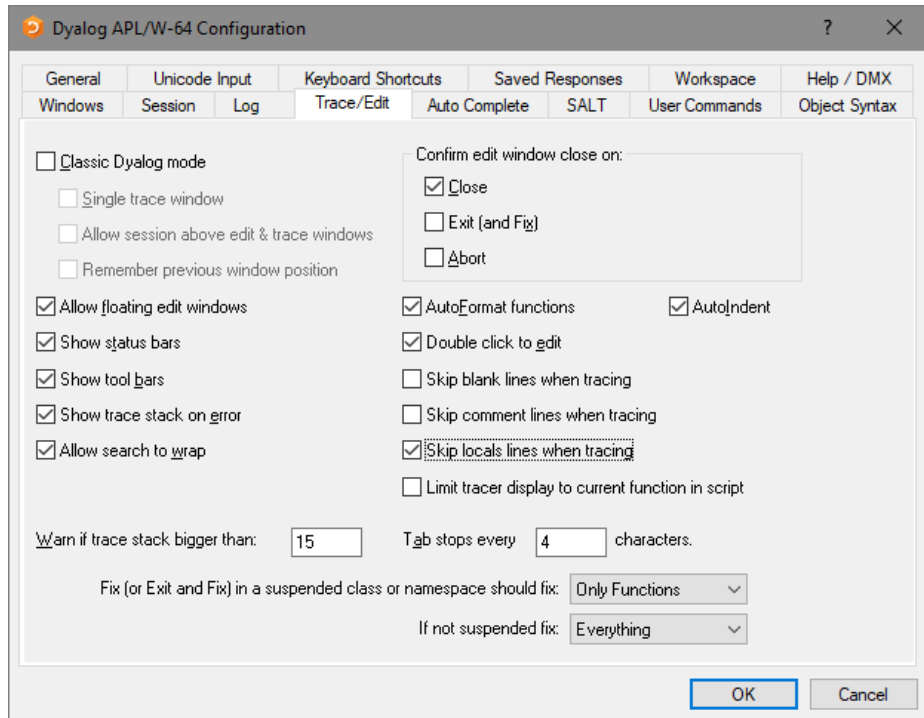 Dyalog APL/W-64 Configuration ?
General Unicode Input Keyboard Shortcuts Saved Responses Workspace Help / DMX
Windows Session Log Trace/Edit Auto Complete SALT User Commands Object Syntax
Classic Dyalog mode
Single trace window
Allow session above edit & trace windows
Remember previous window position
Confirm edit window close on:
Close
Exit (and Fix)
Abort
Allow floating edit windows
Show status bars
Show tool bars
Show trace stack on error
Allow search to wrap
AutoFormat functions AutoIndent
Double click to edit
Skip blank lines when tracing
Skip comment lines when tracing
Skip locals lines when tracing
Limit tracer display to current function in script
Warn if trace stack bigger than: 15 Tab stops every 4 characters.
Fix (or Exit and Fix) in a suspended class or namespace should fix: Only Functions
If not suspended fix: Everything
OK Cancel